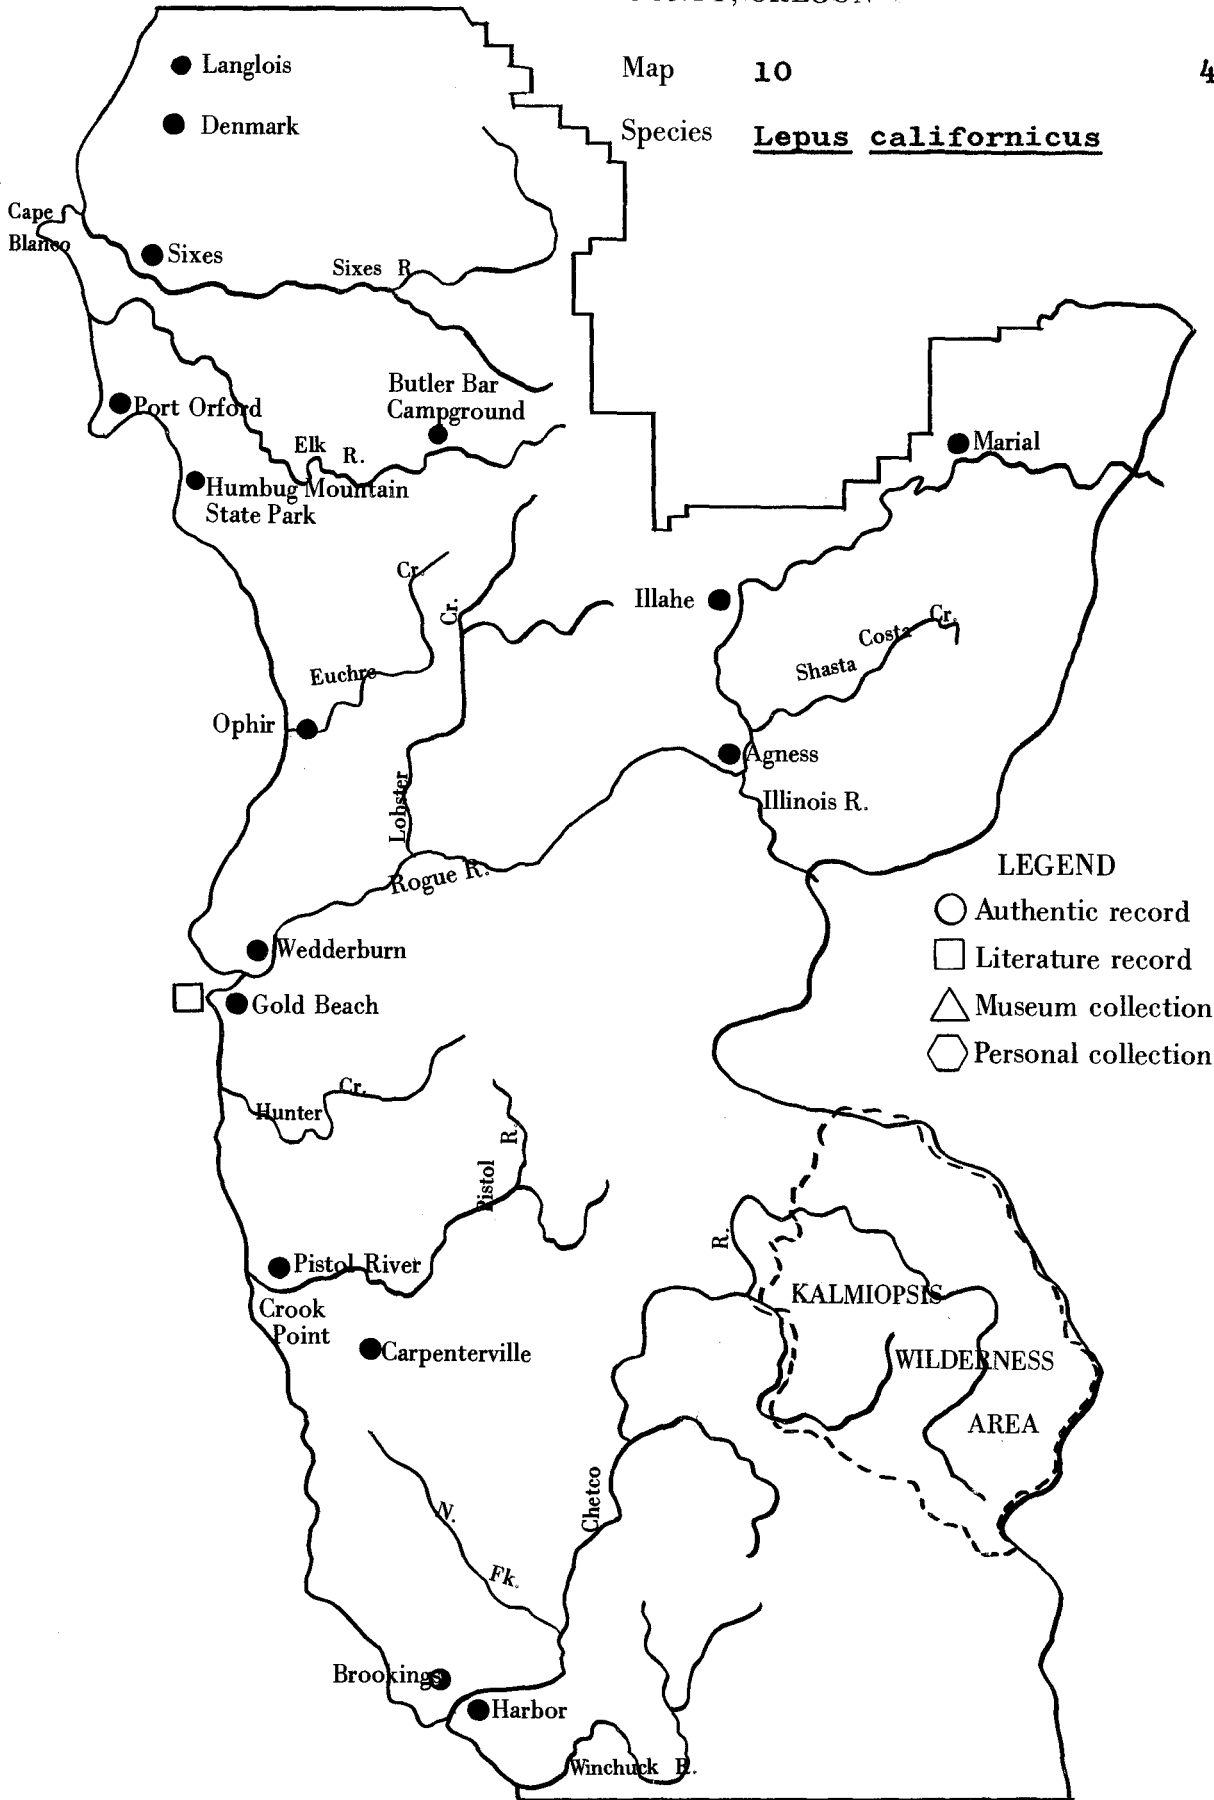 Map 10 4
Species Lepus californicus
Langlois
Denmark
Cape
Blanco
Sixes
Sixes R
Butler Bar
Campground
Port Orford
Elk R.
Marial
Humbug Mountain
State Park
Cr.
Cr.
Illahe
Shasta Costa Cr.
Euchre
Ophir
Agness
Lobster
Illinois R.
Rogue R.
LEGEND
Authentic record
Literature record
Museum collection
Personal collection
Wedderburn
Gold Beach
Hunter Cr.
Pistol R.
R.
Pistol River
KALMIOPSIS
WILDERNESS
AREA
Crook
Point
Carpenterville
Chetco
N. Fk.
Brookings
Harbor
Winchuck R.